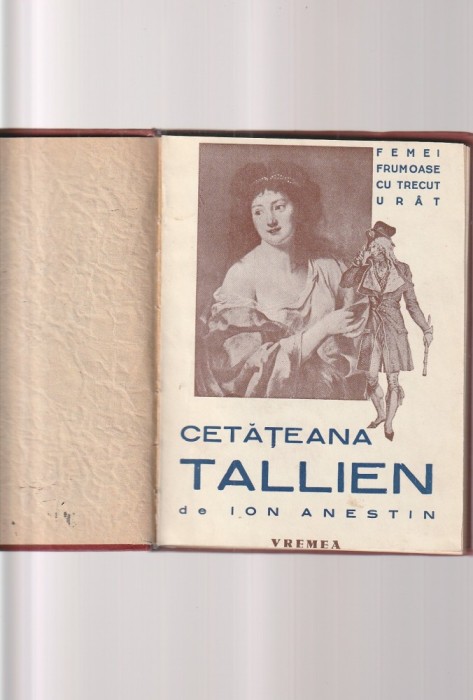 FEMEI
FRUMOASE
CU TRECUT
URÂT
CETĂȚEANA
TALLIEN
de ION ANESTIN
VREMEA